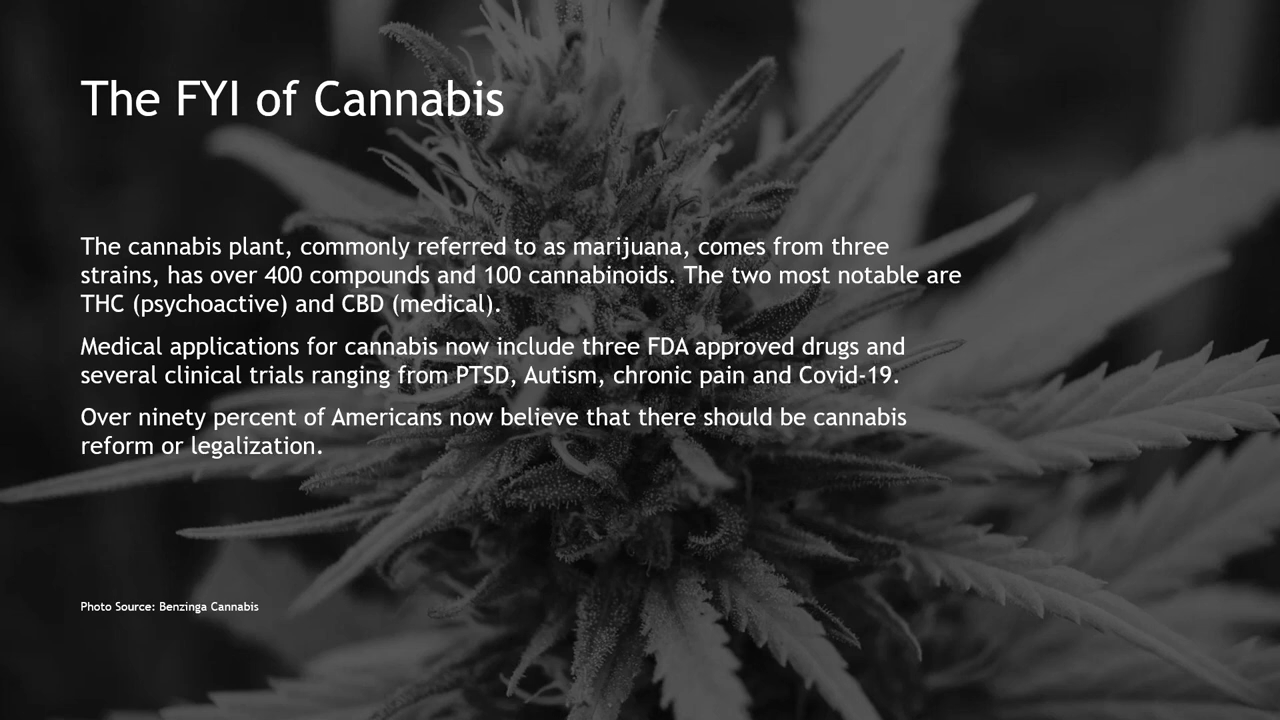 The FYI of Cannabis
The cannabis plant, commonly referred to as marijuana, comes from three
strains, has over 400 compounds and 100 cannabinoids. The two most notable are
THC (psychoactive) and CBD (medical).
Medical applications for cannabis now include three FDA approved drugs and
several clinical trials ranging from PTSD, Autism, chronic pain and Covid-19.
Over ninety percent of Americans now believe that there should be cannabis
reform or legalization.
Photo Source: Benzinga Cannabis